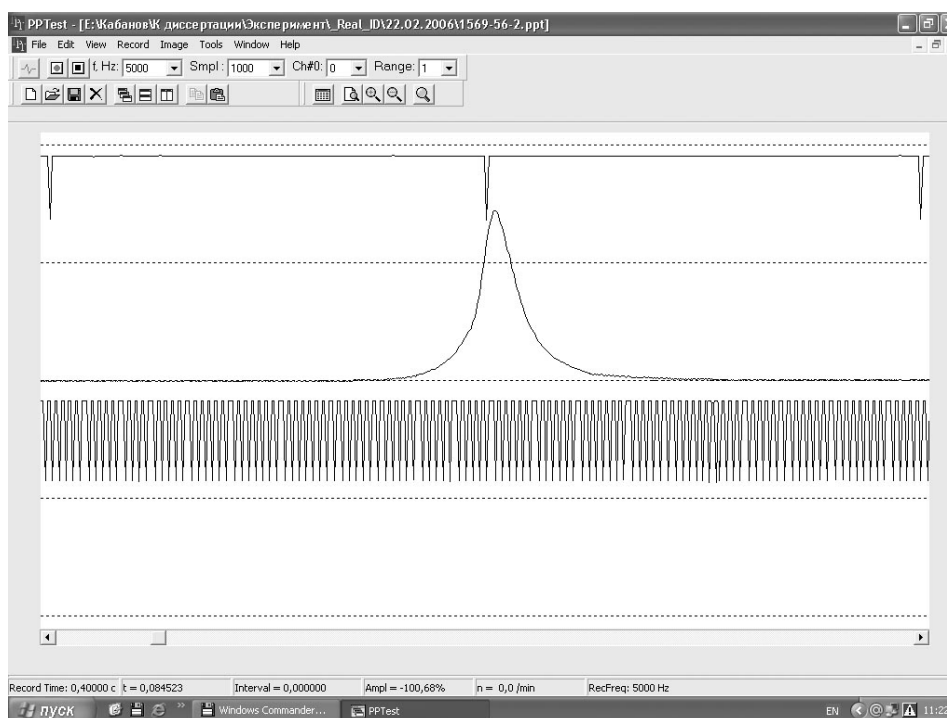 PPTest - [E:\Кабанов\К диссертации\Эксперимент\_Real_ID\22.02.2006\1569-56-2.ppt]
File Edit View Record Image Tools Window Help
f, Hz: 5000 Smpl : 1000 Ch#0: 0 Range: 1
Record Time: 0,40000 c t = 0,084523 Interval = 0,000000 Ampl = -100,68% n = 0,0 /min RecFreq: 5000 Hz
пуск Windows Commander... PPTest EN